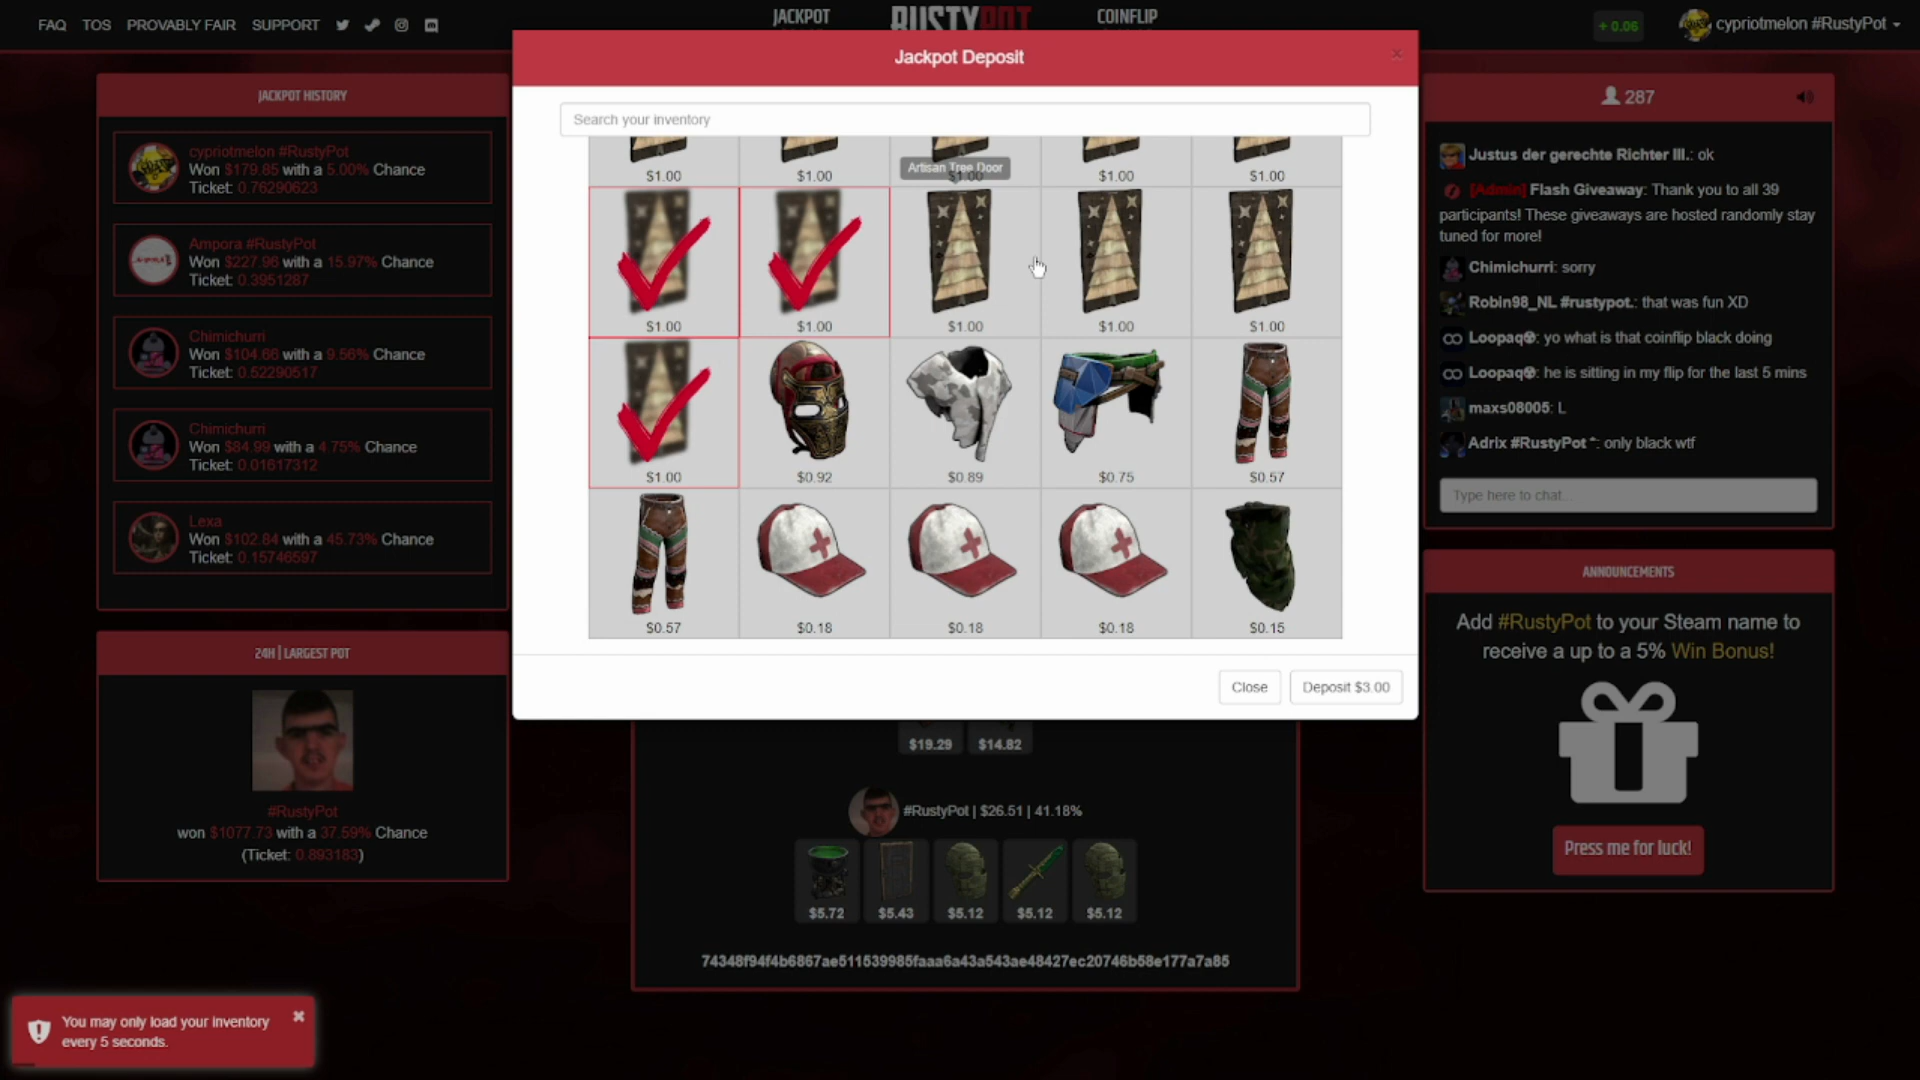 FAQ TOS PROVABLY FAIR SUPPORT
JACKPOT
RUSTYPOT
COINFLIP
+ 0.06
cypriotmelon #RustyPot
JACKPOT HISTORY
cypriotmelon #RustyPot
Won $179.85 with a 5.00% Chance
Ticket: 0.76290623
Ampora #RustyPot
Won $227.96 with a 15.97% Chance
Ticket: 0.3951287
Chimichurri
Won $104.66 with a 9.56% Chance
Ticket: 0.52290517
Chimichurri
Won $84.99 with a 4.75% Chance
Ticket: 0.01617312
Lexa
Won $102.84 with a 45.73% Chance
Ticket: 0.15746597
24H | LARGEST POT
#RustyPot
won $1077.73 with a 37.59% Chance
(Ticket: 0.893183)
You may only load your inventory
every 5 seconds.
Jackpot Deposit
Search your inventory
Artisan Tree Door
$1.00 $1.00 $1.00 $1.00 $1.00
$1.00 $1.00 $1.00 $1.00 $1.00
$1.00 $0.92 $0.89 $0.75 $0.57
$0.57 $0.18 $0.18 $0.18 $0.15
Close
Deposit $3.00
$19.29 $14.82
#RustyPot | $26.51 | 41.18%
$5.72 $5.43 $5.12 $5.12 $5.12
74348f94f4b6867ae511539985faaa6a43a543ae48427ec20746b58e177a7a85
287
Justus der gerechte Richter III.: ok
[Admin] Flash Giveaway: Thank you to all 39
participants! These giveaways are hosted randomly stay
tuned for more!
Chimichurri: sorry
Robin98_NL #rustypot.: that was fun XD
Loopaq☢: yo what is that coinflip black doing
Loopaq☢: he is sitting in my flip for the last 5 mins
maxs08005: L
Adrix #RustyPot ᐞ: only black wtf
Type here to chat...
ANNOUNCEMENTS
Add #RustyPot to your Steam name to
receive a up to a 5% Win Bonus!
Press me for luck!